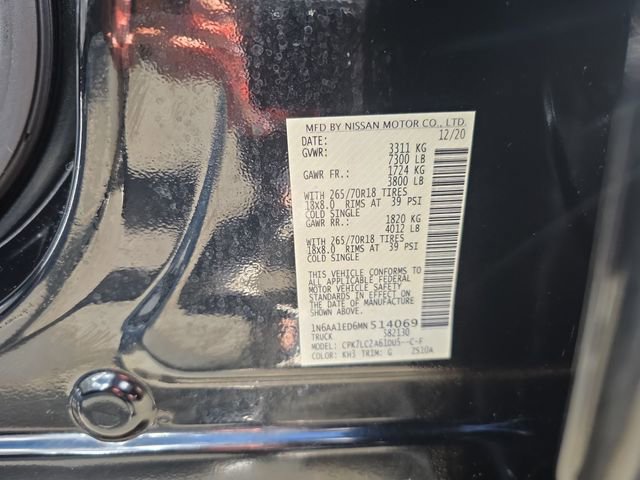 MFD BY NISSAN MOTOR CO., LTD.
DATE: 12/20
GVWR: 3311 KG
7300 LB
GAWR FR.: 1724 KG
3800 LB
WITH 265/70R18 TIRES
18X8.0 RIMS AT 39 PSI
COLD SINGLE
GAWR RR.: 1820 KG
4012 LB
WITH 265/70R18 TIRES
18X8.0 RIMS AT 39 PSI
COLD SINGLE
THIS VEHICLE CONFORMS TO
ALL APPLICABLE FEDERAL
MOTOR VEHICLE SAFETY
STANDARDS IN EFFECT ON
THE DATE OF MANUFACTURE
SHOWN ABOVE.
1N6AA1ED6MN514069
TRUCK 582130
MODEL: CPK7LCZA61DU5--C-F
COLOR: KH3 TRIM: G 2S10A